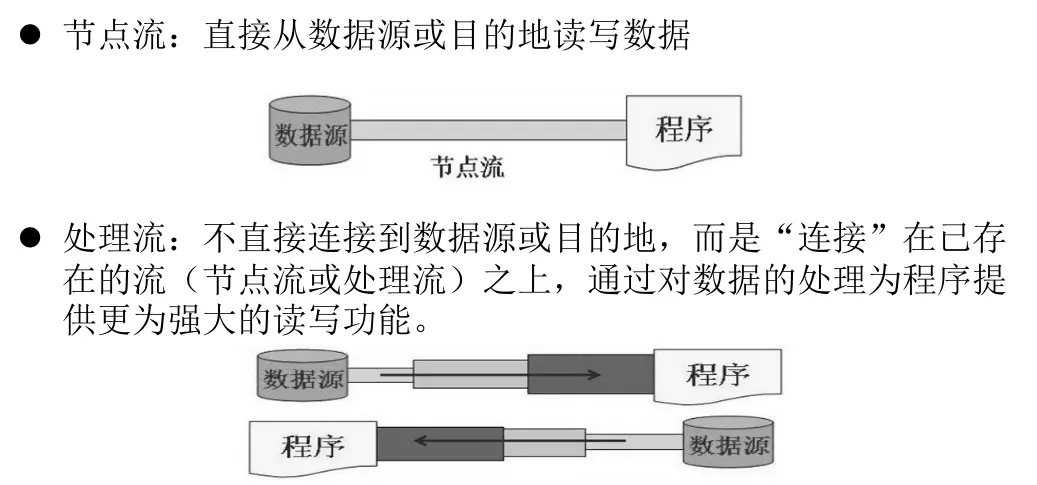 ● 节点流：直接从数据源或目的地读写数据
数据源 程序
节点流
● 处理流：不直接连接到数据源或目的地，而是“连接”在已存
在的流（节点流或处理流）之上，通过对数据的处理为程序提
供更为强大的读写功能。
数据源 程序
程序 数据源